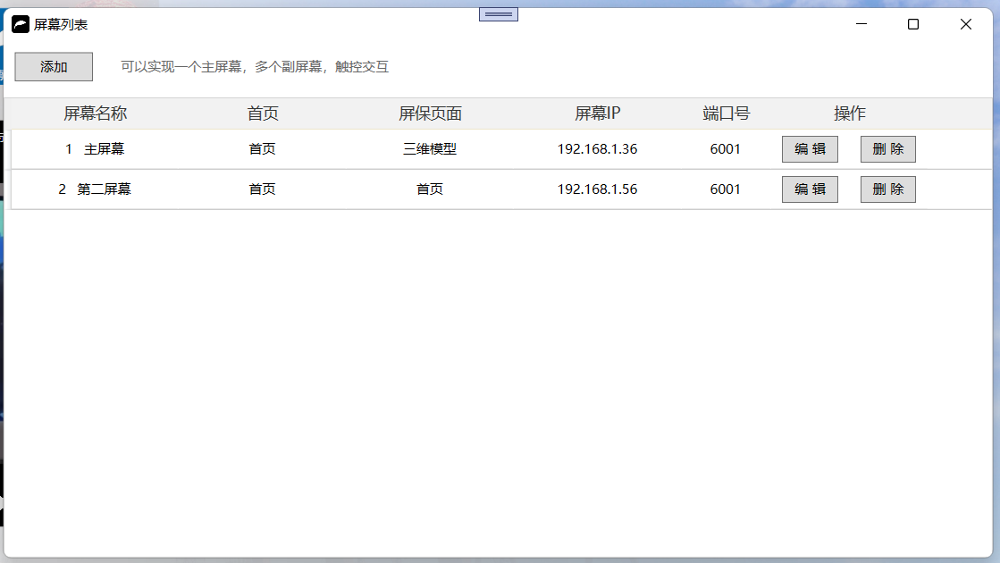 屏幕列表
添加 可以实现一个主屏幕，多个副屏幕，触控交互
屏幕名称 首页 屏保页面 屏幕IP 端口号 操作
1 主屏幕 首页 三维模型 192.168.1.36 6001 编 辑 删 除
2 第二屏幕 首页 首页 192.168.1.56 6001 编 辑 删 除